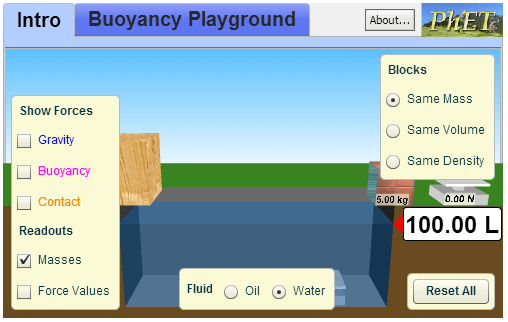 Intro
Buoyancy Playground
About...
PhET
Show Forces
Gravity
Buoyancy
Contact
Readouts
Masses
Force Values
Blocks
Same Mass
Same Volume
Same Density
5.00 kg
0.00 N
100.00 L
Fluid
Oil
Water
Reset All